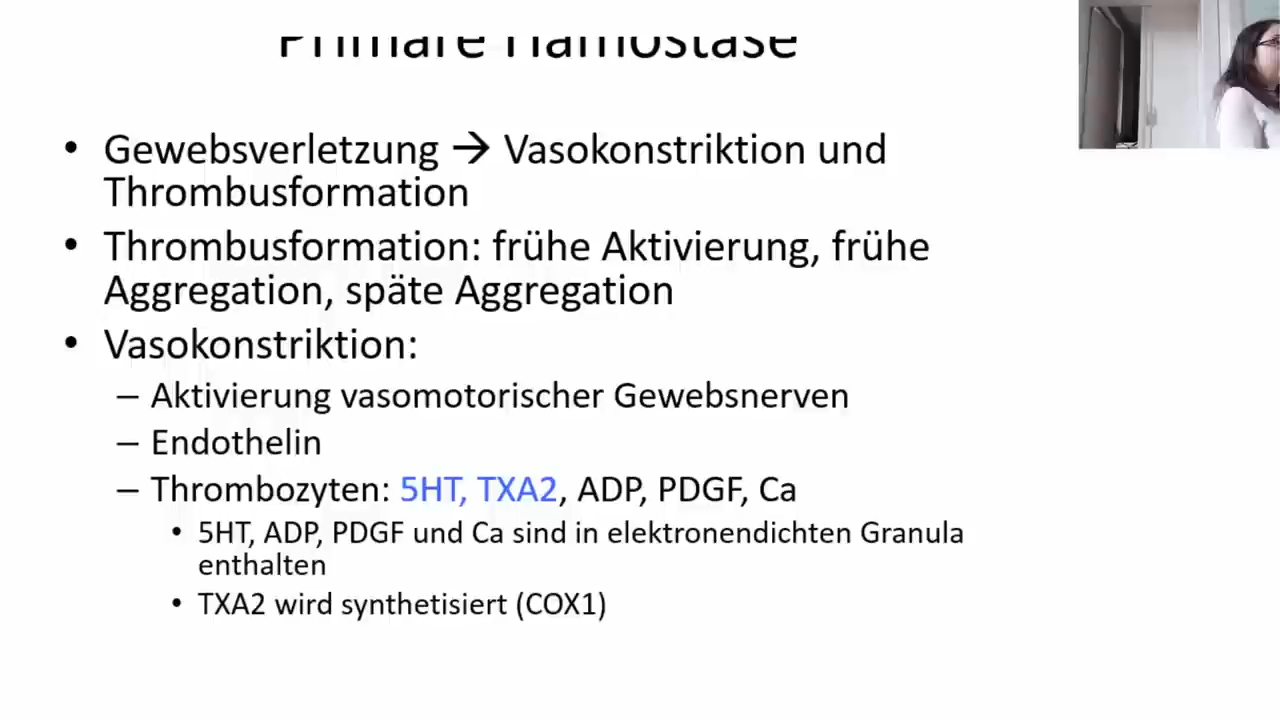 Primäre Hämostase
• Gewebsverletzung → Vasokonstriktion und
Thrombusformation
• Thrombusformation: frühe Aktivierung, frühe
Aggregation, späte Aggregation
• Vasokonstriktion:
– Aktivierung vasomotorischer Gewebsnerven
– Endothelin
– Thrombozyten: 5HT, TXA2, ADP, PDGF, Ca
• 5HT, ADP, PDGF und Ca sind in elektronendichten Granula
enthalten
• TXA2 wird synthetisiert (COX1)